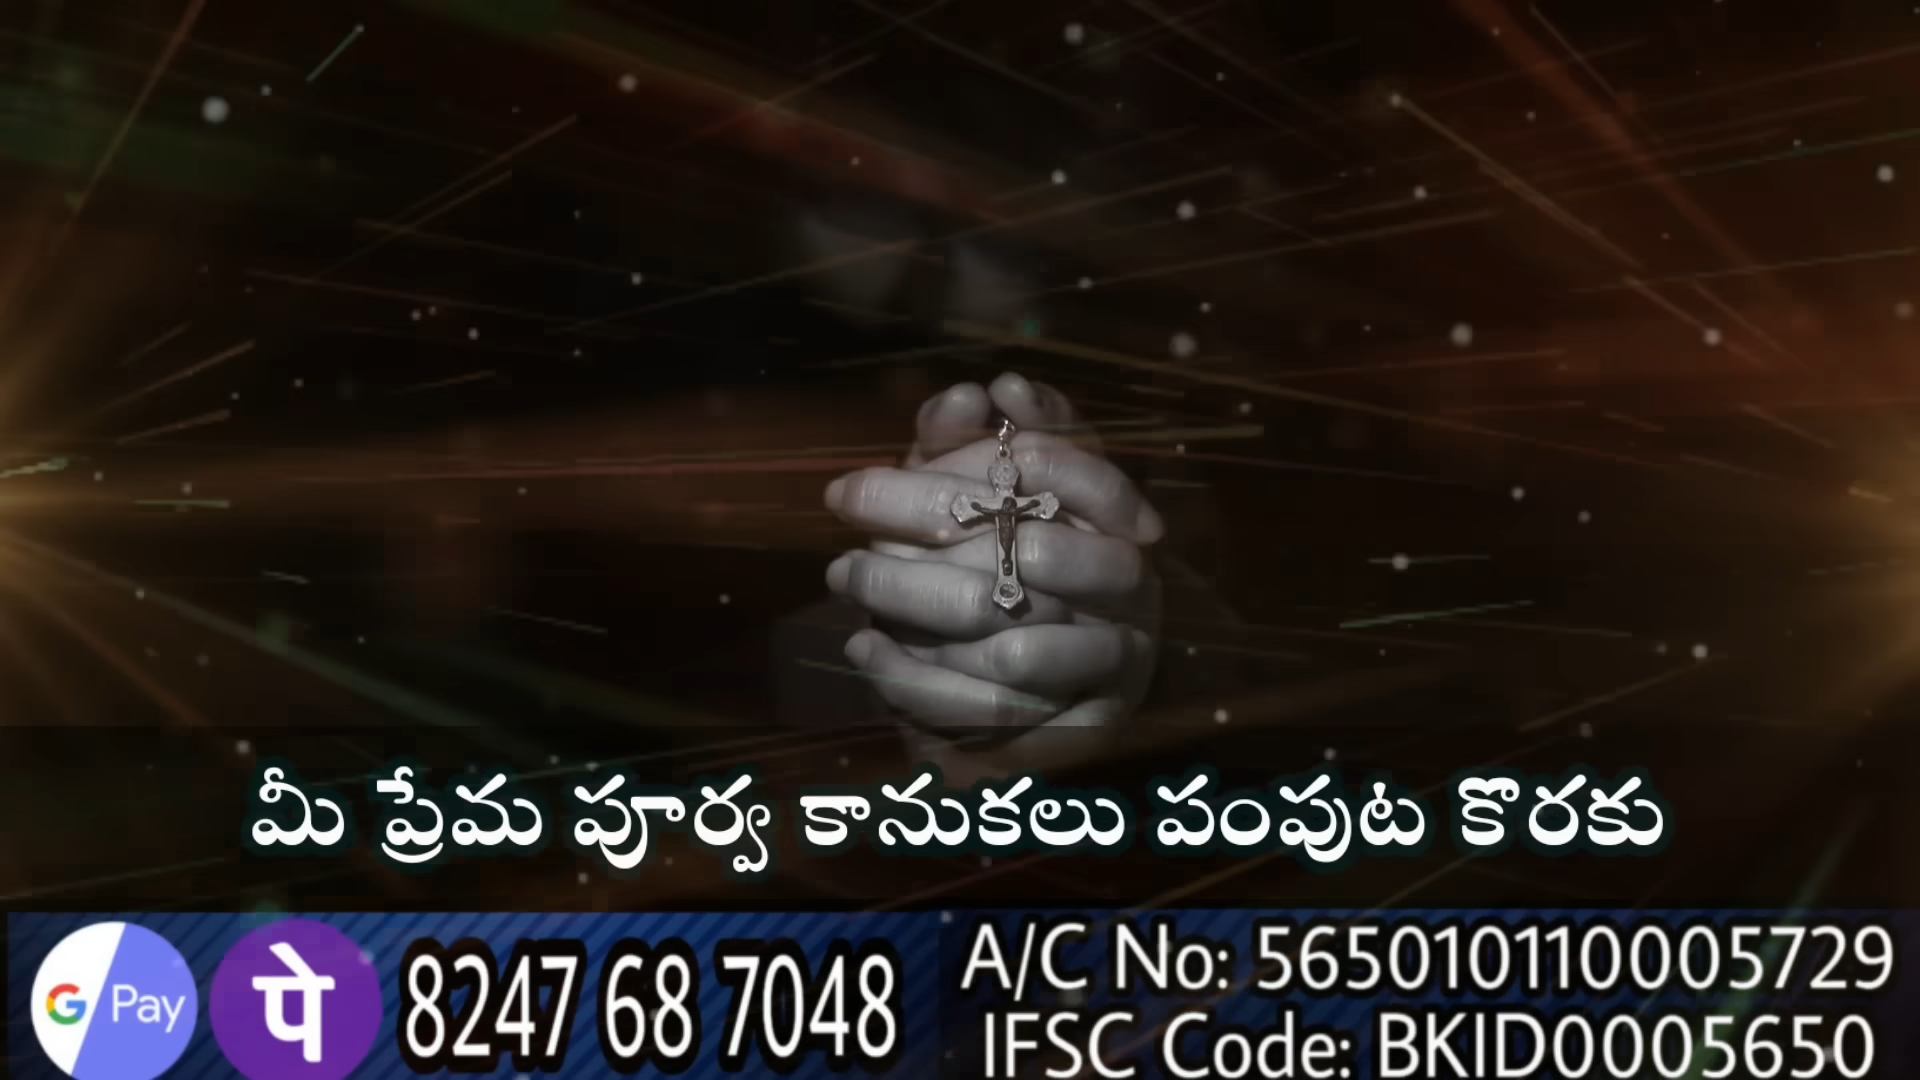 మీ ప్రేమ పూర్వ కానుకలు పంపుట కొరకు
G Pay पे 8247 68 7048
A/C No: 565010110005729
IFSC Code: BKID0005650